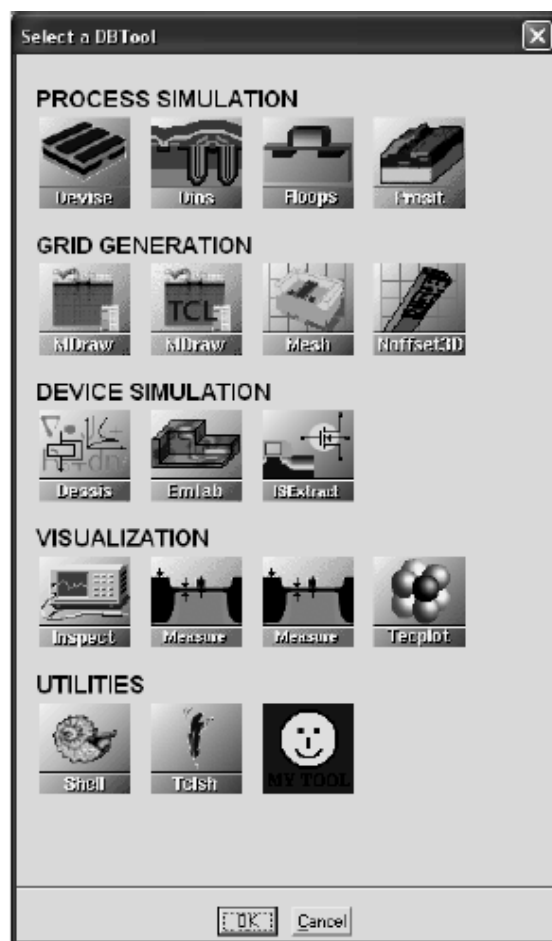 Select a DBTool
PROCESS SIMULATION
Devise Dios Floops Prosit
GRID GENERATION
MDraw TCL MDraw Mesh Noffset3D
DEVICE SIMULATION
Dessis Emlab ISExtract
VISUALIZATION
Inspect Measure Measure Tecplot
UTILITIES
Shell Tclsh MY TOOL
OK Cancel